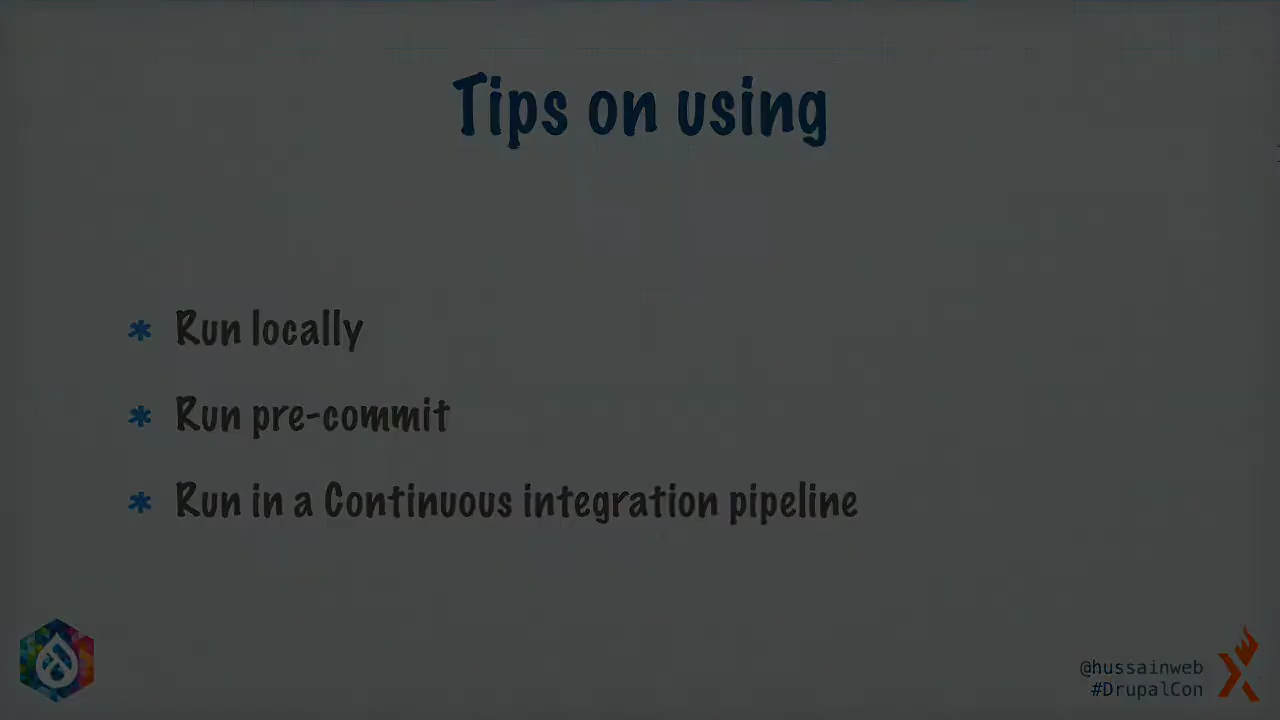 Tips on using
* Run locally
* Run pre-commit
* Run in a Continuous integration pipeline
@hussainweb
#DrupalCon